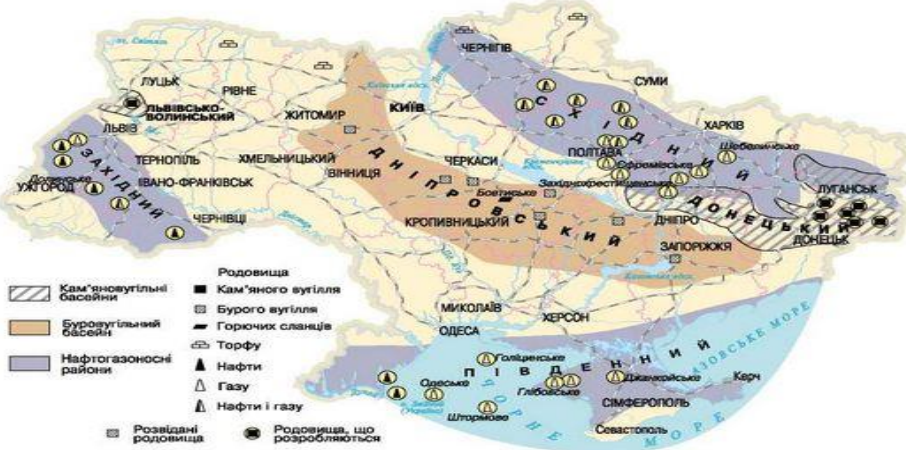 ЧЕРНІГІВ
СУМИ
ЛУЦЬК
РІВНЕ
ЛЬВІВСЬКО-
ВОЛИНСЬКИЙ
ЖИТОМИР
КИЇВ
ХАРКІВ
ЛЬВІВ
СХІДНИЙ
Шебелинське
ПОЛТАВА
Єфремівське
ЗАХІДНИЙ
ТЕРНОПІЛЬ
ХМЕЛЬНИЦЬКИЙ
ВІННИЦЯ
ЧЕРКАСИ
Долинське
УЖГОРОД
ІВАНО-ФРАНКІВСЬК
Західнохрестищенське
ЛУГАНСЬК
Бовтиське
ЧЕРНІВЦІ
КРОПИВНИЦЬКИЙ
ДНІПРОВСЬКИЙ
ДНІПРО
ДОНЕЦЬКИЙ
ДОНЕЦЬК
ЗАПОРІЖЖЯ
Родовища
Кам'яновугільні
басейни
Кам'яного вугілля
Бурого вугілля
Буровугільний
басейн
Горючих сланців
Торфу
Нафтогазоносні
райони
Нафти
Газу
Нафти і газу
Розвідані
родовища
Родовища, що
розробляються
МИКОЛАЇВ
ОДЕСА
ХЕРСОН
ПІВДЕННИЙ
Голіцинське
АЗОВСЬКЕ МОРЕ
Одеське
Глібовське
Джанкойське
Керч
Штормове
СІМФЕРОПОЛЬ
Севастополь
ЧОРНЕ МОРЕ